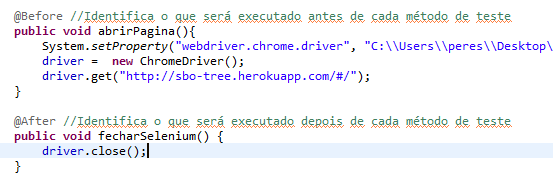 @Before //Identifica o que será executado antes de cada método de teste
public void abrirPagina(){
System.setProperty("webdriver.chrome.driver", "C:\\Users\\peres\\Desktop\
driver =  new ChromeDriver();
driver.get("http://sbo-tree.herokuapp.com/#/");
}
@After //Identifica o que será executado depois de cada método de teste
public void fecharSelenium() {
driver.close();
}